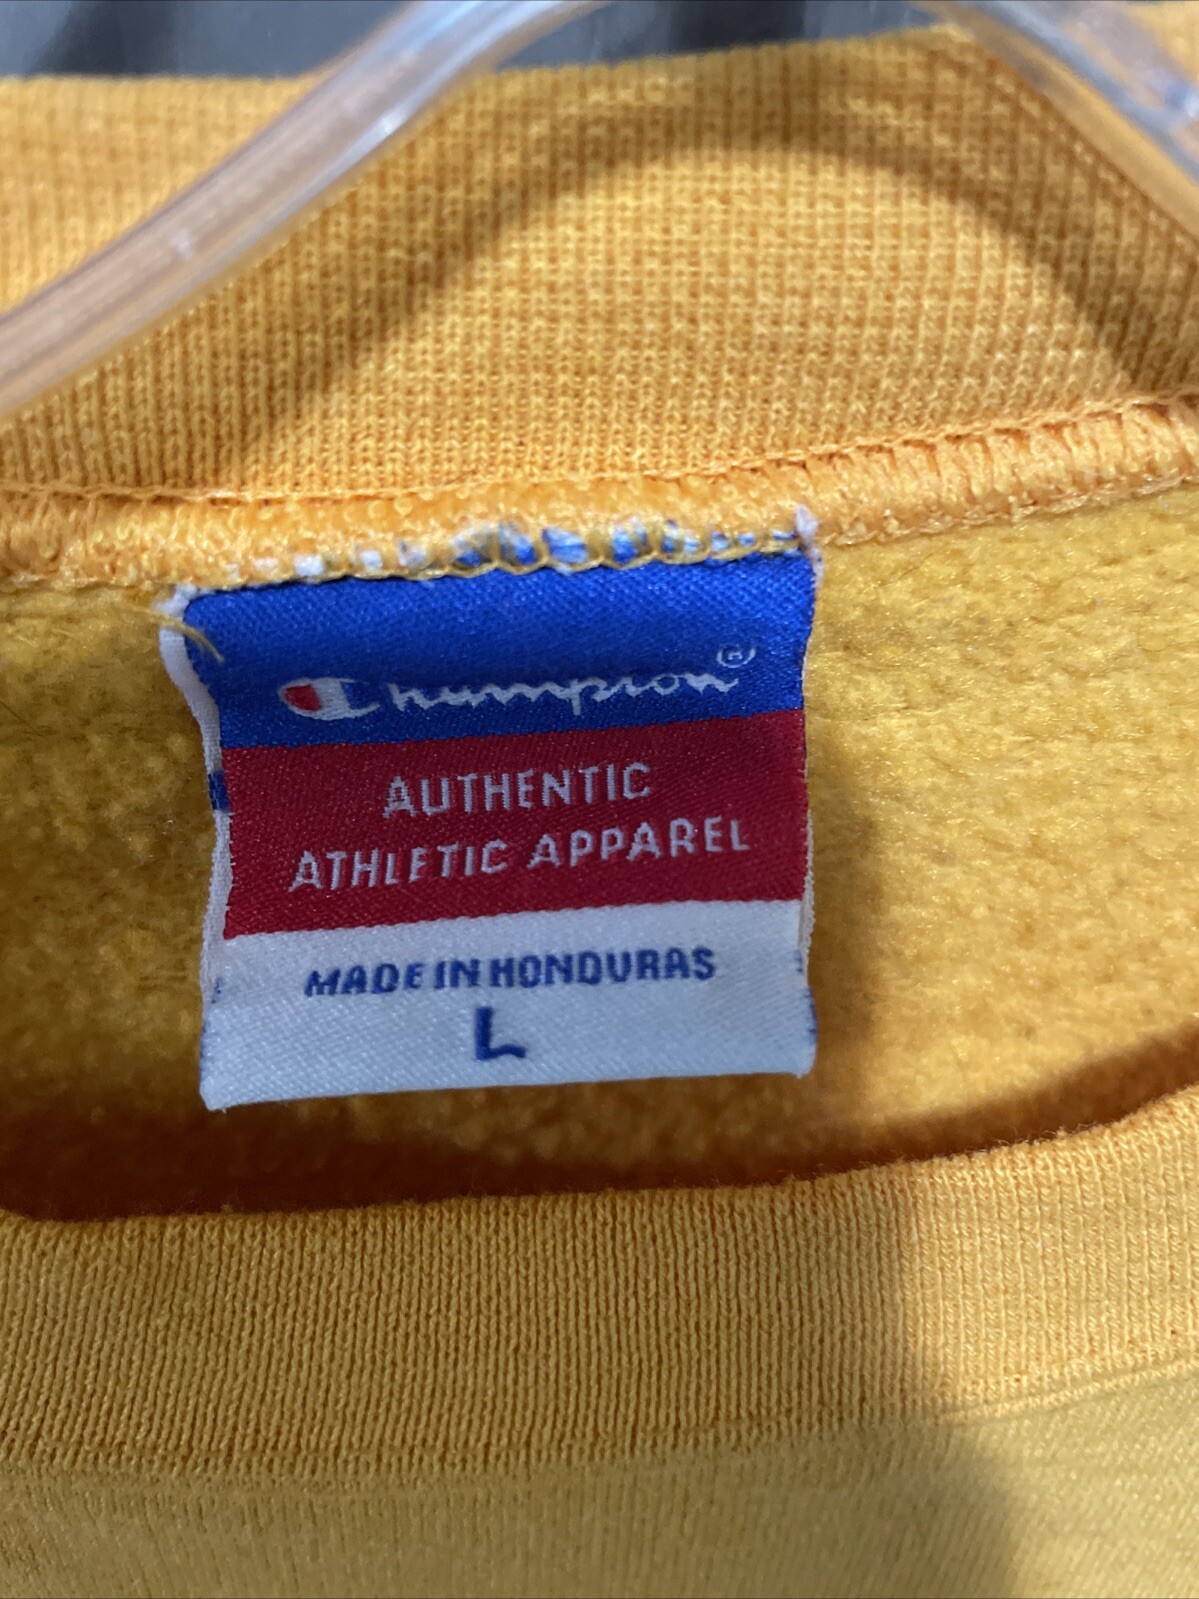 Champion®
AUTHENTIC
ATHLETIC APPAREL
MADE IN HONDURAS
L